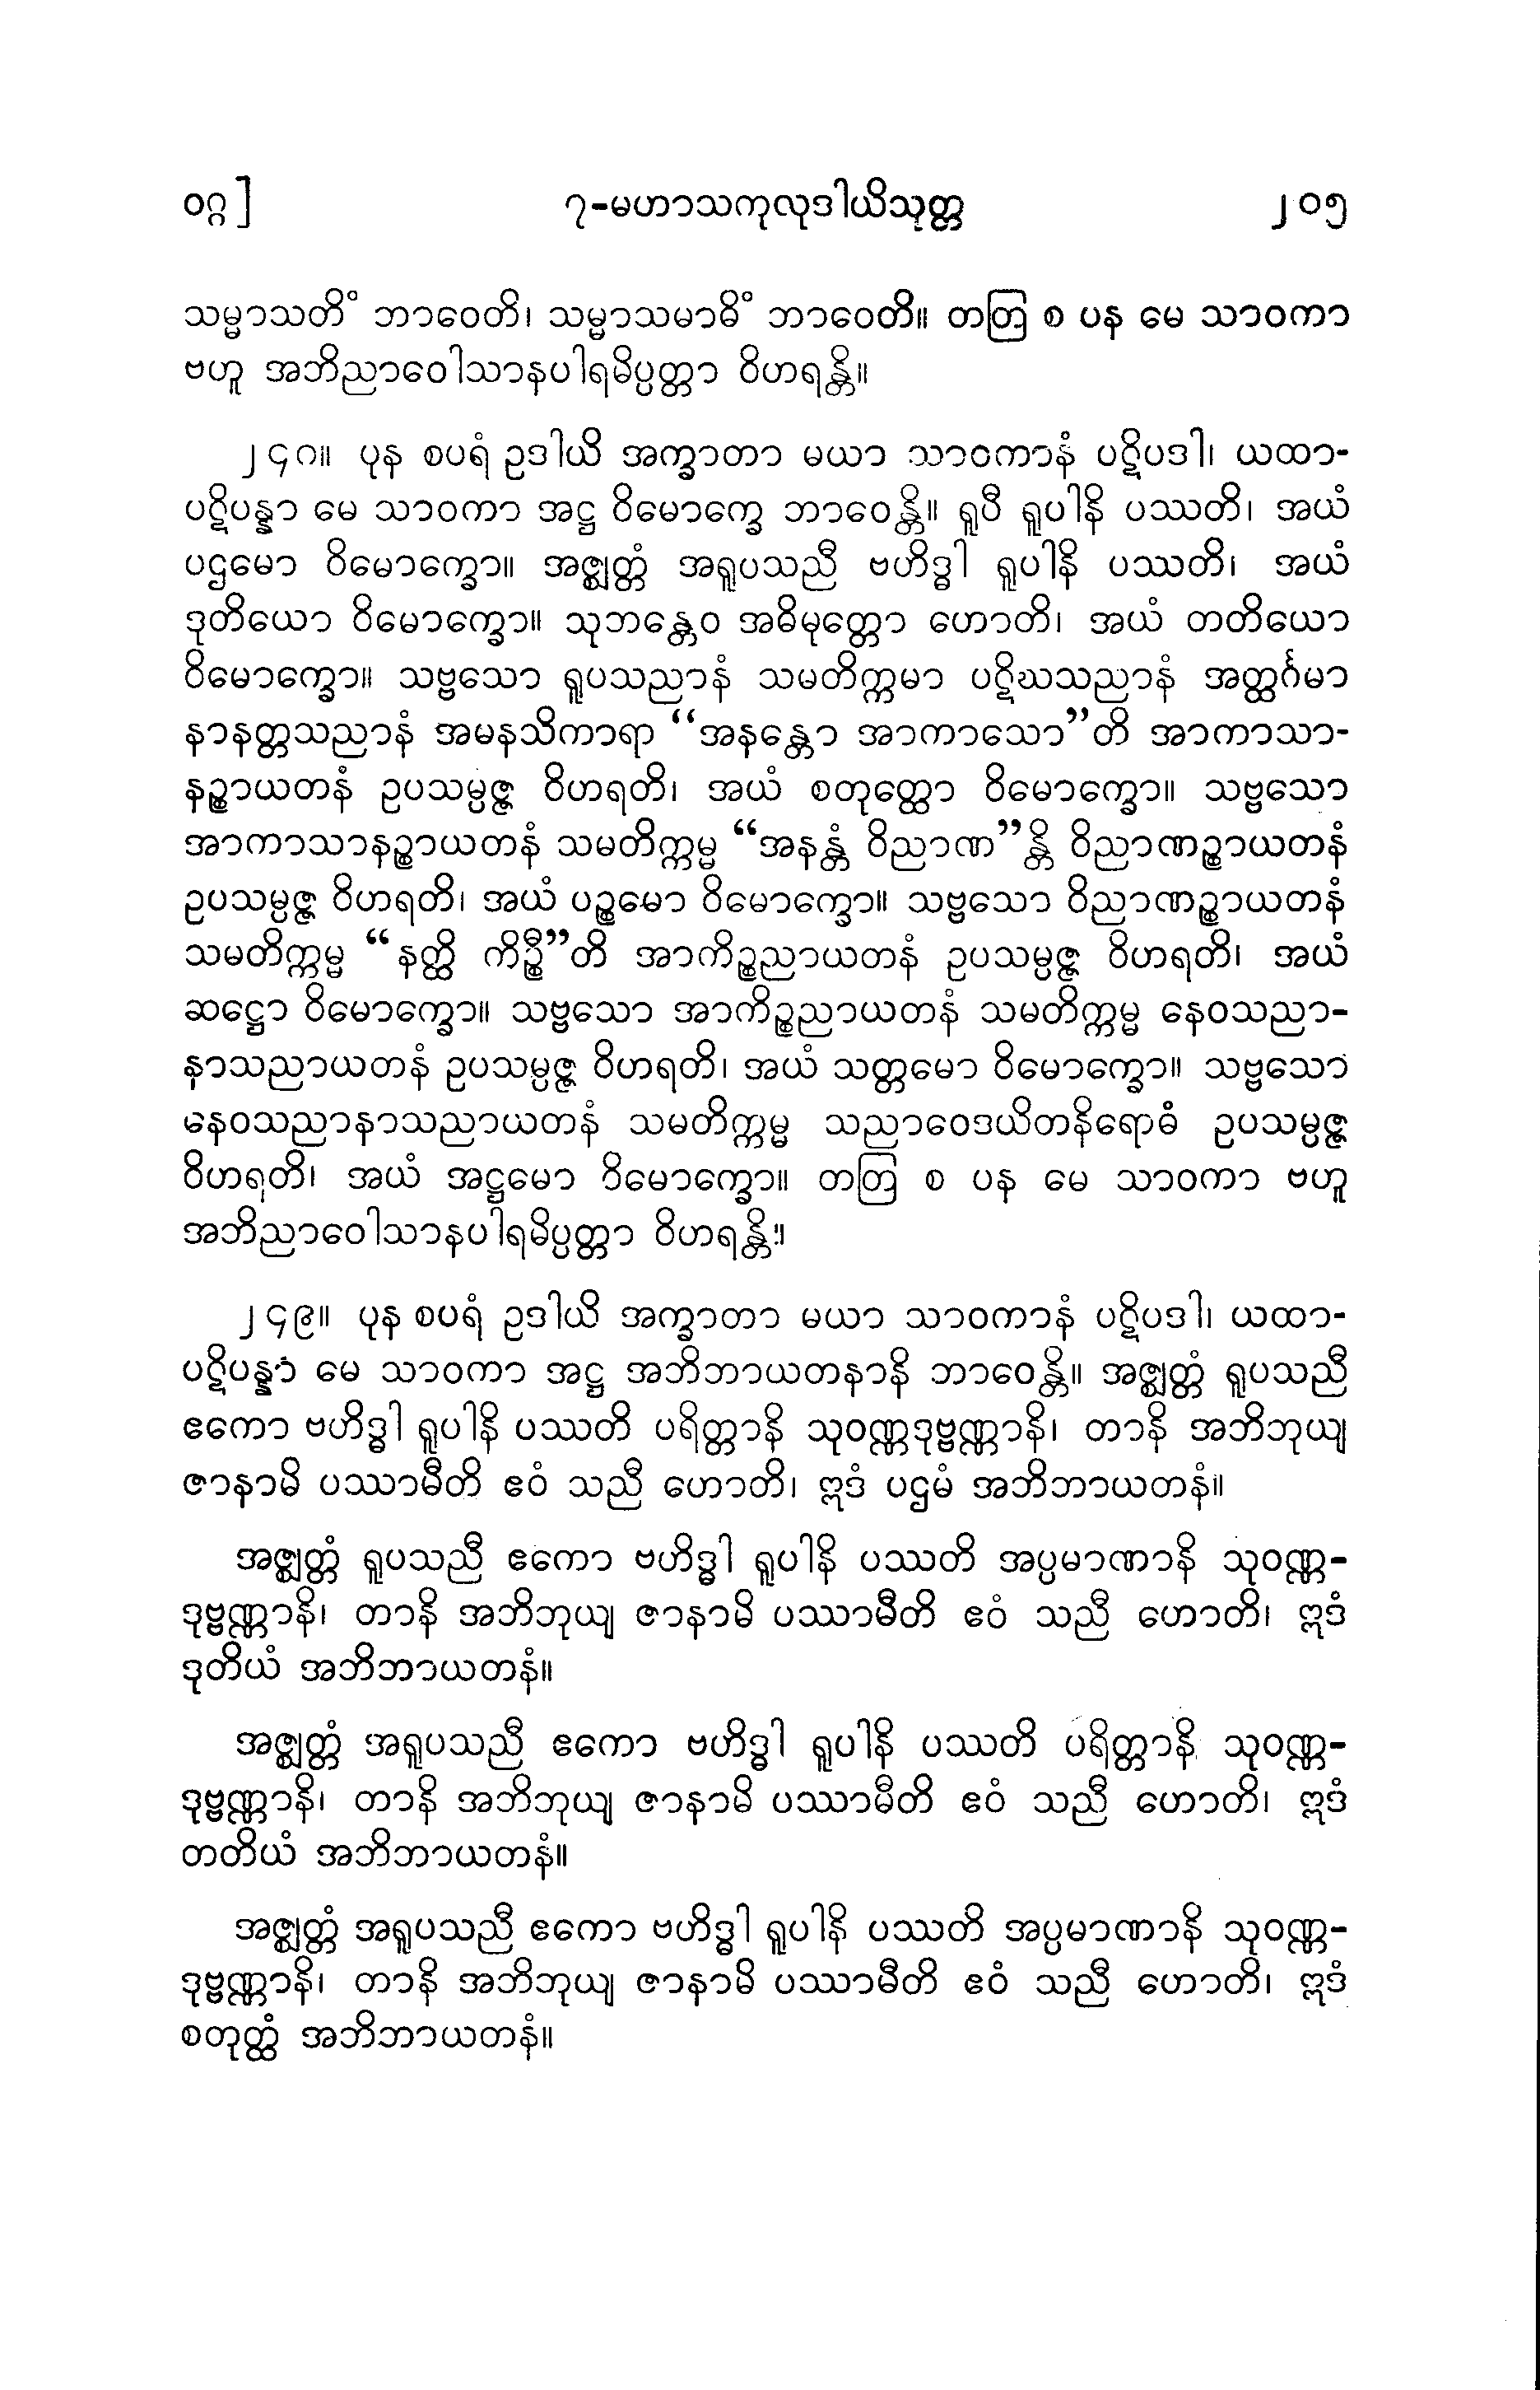 ၀ဂ္ဂ]	၇-မဟာသကုလုဒါယိသုတ္တ	၂၀၅
သမ္မာသတိံ ဘာဝေတိ၊ သမ္မာသမာဓိံ ဘာဝေတိ။ တတြ စ ပန မေ သာဝကာ
ဗဟူ အဘိညာဝေါသာနပါရမိပ္ပတ္တာ ဝိဟရန္တိ။
၂၄၈။ ပုန စပရံ ဥဒါယိ အက္ခာတာ မယာ သာဝကာနံ ပဋိပဒါ၊ ယထာ-
ပဋိပန္နာ မေ သာဝကာ အဋ္ဌ ဝိမောက္ခေ ဘာဝေန္တိ။ ရူပီ ရူပါနိ ပဿတိ၊ အယံ
ပဌမော ဝိမောက္ခော။ အဇ္ဈတ္တံ အရူပသညီ ဗဟိဒ္ဓါ ရူပါနိ ပဿတိ၊ အယံ
ဒုတိယော ဝိမောက္ခော။ သုဘန္တေဝ အဓိမုတ္တော ဟောတိ၊ အယံ တတိယော
ဝိမောက္ခော။ သဗ္ဗသော ရူပသညာနံ သမတိက္ကမာ ပဋိဃသညာနံ အတ္ထင်္ဂမာ
နာနတ္တသညာနံ အမနသိကာရာ “အနန္တော အာကာသော”တိ အာကာသာ-
နဉ္စာယတနံ ဥပသမ္ပဇ္ဇ ဝိဟရတိ၊ အယံ စတုတ္ထော ဝိမောက္ခော။ သဗ္ဗသော
အာကာသာနဉ္စာယတနံ သမတိက္ကမ္မ “အနန္တံ ဝိညာဏ”န္တိ ဝိညာဏဉ္စာယတနံ
ဥပသမ္ပဇ္ဇ ဝိဟရတိ၊ အယံ ပဉ္စမော ဝိမောက္ခော။ သဗ္ဗသော ဝိညာဏဉ္စာယတနံ
သမတိက္ကမ္မ “နတ္ထိ ကိဉ္စီ”တိ အာကိဉ္စညာယတနံ ဥပသမ္ပဇ္ဇ ဝိဟရတိ၊ အယံ
ဆဋ္ဌော ဝိမောက္ခော။ သဗ္ဗသော အာကိဉ္စညာယတနံ သမတိက္ကမ္မ နေဝသညာ-
နာသညာယတနံ ဥပသမ္ပဇ္ဇ ဝိဟရတိ၊ အယံ သတ္တမော ဝိမောက္ခော။ သဗ္ဗသော
နေဝသညာနာသညာယတနံ သမတိက္ကမ္မ သညာဝေဒယိတနိရောဓံ ဥပသမ္ပဇ္ဇ
ဝိဟရတိ၊ အယံ အဋ္ဌမော ဝိမောက္ခော။ တတြ စ ပန မေ သာဝကာ ဗဟူ
အဘိညာဝေါသာနပါရမိပ္ပတ္တာ ဝိဟရန္တိ။
၂၄၉။ ပုန စပရံ ဥဒါယိ အက္ခာတာ မယာ သာဝကာနံ ပဋိပဒါ၊ ယထာ-
ပဋိပန္နာ မေ သာဝကာ အဋ္ဌ အဘိဘာယတနာနိ ဘာဝေန္တိ။ အဇ္ဈတ္တံ ရူပသညီ
ဧကော ဗဟိဒ္ဓါ ရူပါနိ ပဿတိ ပရိတ္တာနိ သုဝဏ္ဏဒုဗ္ဗဏ္ဏာနိ၊ တာနိ အဘိဘုယျ
ဇာနာမိ ပဿာမီတိ ဧဝံ သညီ ဟောတိ၊ ဣဒံ ပဌမံ အဘိဘာယတနံ။
အဇ္ဈတ္တံ ရူပသညီ ဧကော ဗဟိဒ္ဓါ ရူပါနိ ပဿတိ အပ္ပမာဏာနိ သုဝဏ္ဏ-
ဒုဗ္ဗဏ္ဏာနိ၊ တာနိ အဘိဘုယျ ဇာနာမိ ပဿာမီတိ ဧဝံ သညီ ဟောတိ၊ ဣဒံ
ဒုတိယံ အဘိဘာယတနံ။
အဇ္ဈတ္တံ အရူပသညီ ဧကော ဗဟိဒ္ဓါ ရူပါနိ ပဿတိ ပရိတ္တာနိ သုဝဏ္ဏ-
ဒုဗ္ဗဏ္ဏာနိ၊ တာနိ အဘိဘုယျ ဇာနာမိ ပဿာမီတိ ဧဝံ သညီ ဟောတိ၊ ဣဒံ
တတိယံ အဘိဘာယတနံ။
အဇ္ဈတ္တံ အရူပသညီ ဧကော ဗဟိဒ္ဓါ ရူပါနိ ပဿတိ အပ္ပမာဏာနိ သုဝဏ္ဏ-
ဒုဗ္ဗဏ္ဏာနိ၊ တာနိ အဘိဘုယျ ဇာနာမိ ပဿာမီတိ ဧဝံ သညီ ဟောတိ၊ ဣဒံ
စတုတ္ထံ အဘိဘာယတနံ။